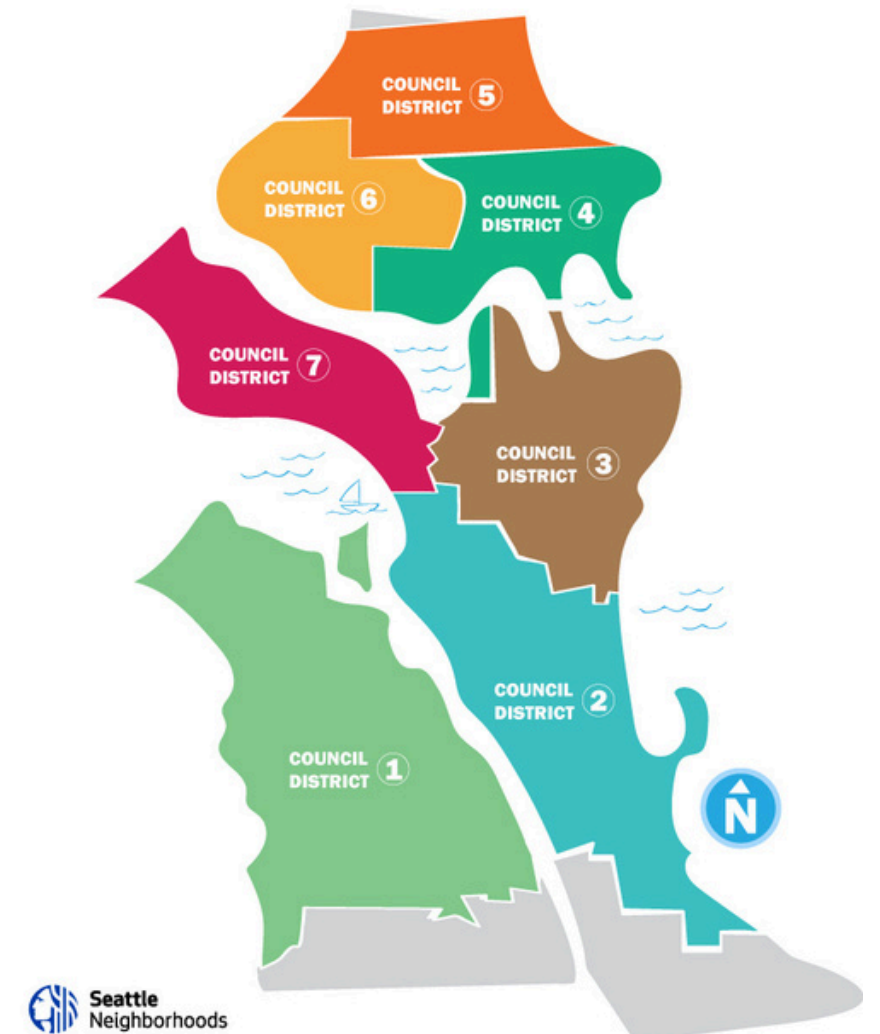 COUNCIL
DISTRICT 5
COUNCIL
DISTRICT 6
COUNCIL
DISTRICT 4
COUNCIL
DISTRICT 7
COUNCIL
DISTRICT 3
COUNCIL
DISTRICT 2
COUNCIL
DISTRICT 1
N
Seattle
Neighborhoods